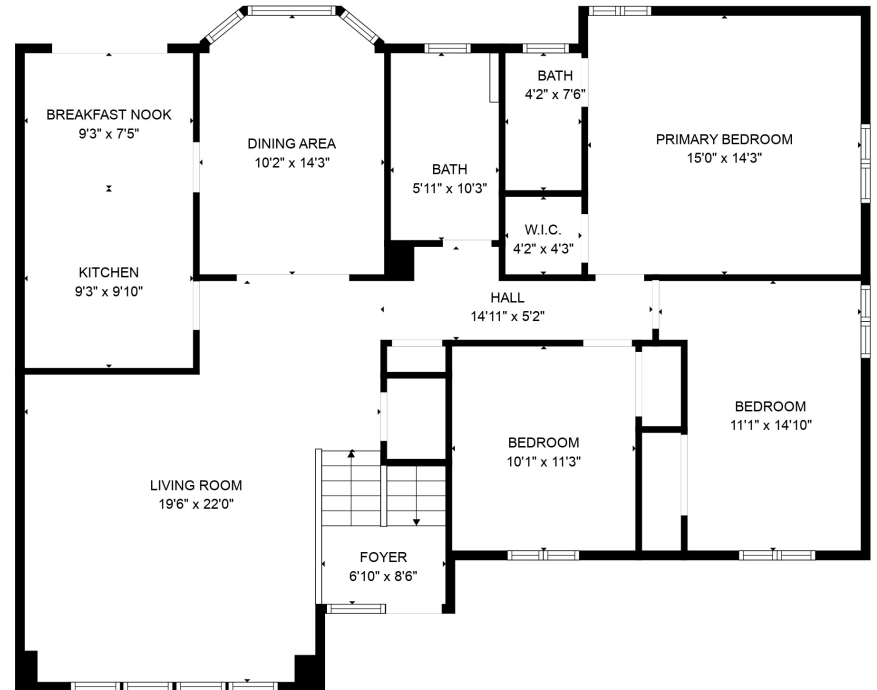 BREAKFAST NOOK
9'3" x 7'5"
DINING AREA
10'2" x 14'3"
BATH
5'11" x 10'3"
BATH
4'2" x 7'6"
PRIMARY BEDROOM
15'0" x 14'3"
W.I.C.
4'2" x 4'3"
KITCHEN
9'3" x 9'10"
HALL
14'11" x 5'2"
BEDROOM
11'1" x 14'10"
BEDROOM
10'1" x 11'3"
LIVING ROOM
19'6" x 22'0"
FOYER
6'10" x 8'6"